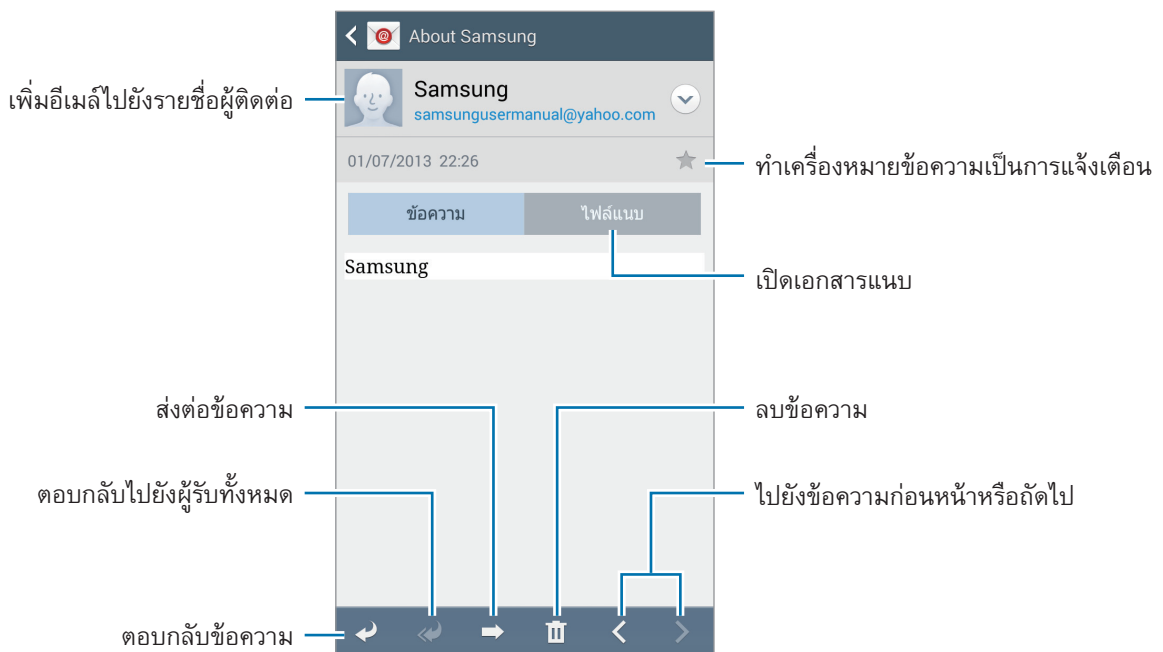 About Samsung
เพิ่มอีเมล์ไปยังรายชื่อผู้ติดต่อ
Samsung
samsungusermanual@yahoo.com
01/07/2013 22:26
ทำเครื่องหมายข้อความเป็นการแจ้งเตือน
ข้อความ ไฟล์แนบ
Samsung
เปิดเอกสารแนบ
ส่งต่อข้อความ
ลบข้อความ
ตอบกลับไปยังผู้รับทั้งหมด
ไปยังข้อความก่อนหน้าหรือถัดไป
ตอบกลับข้อความ